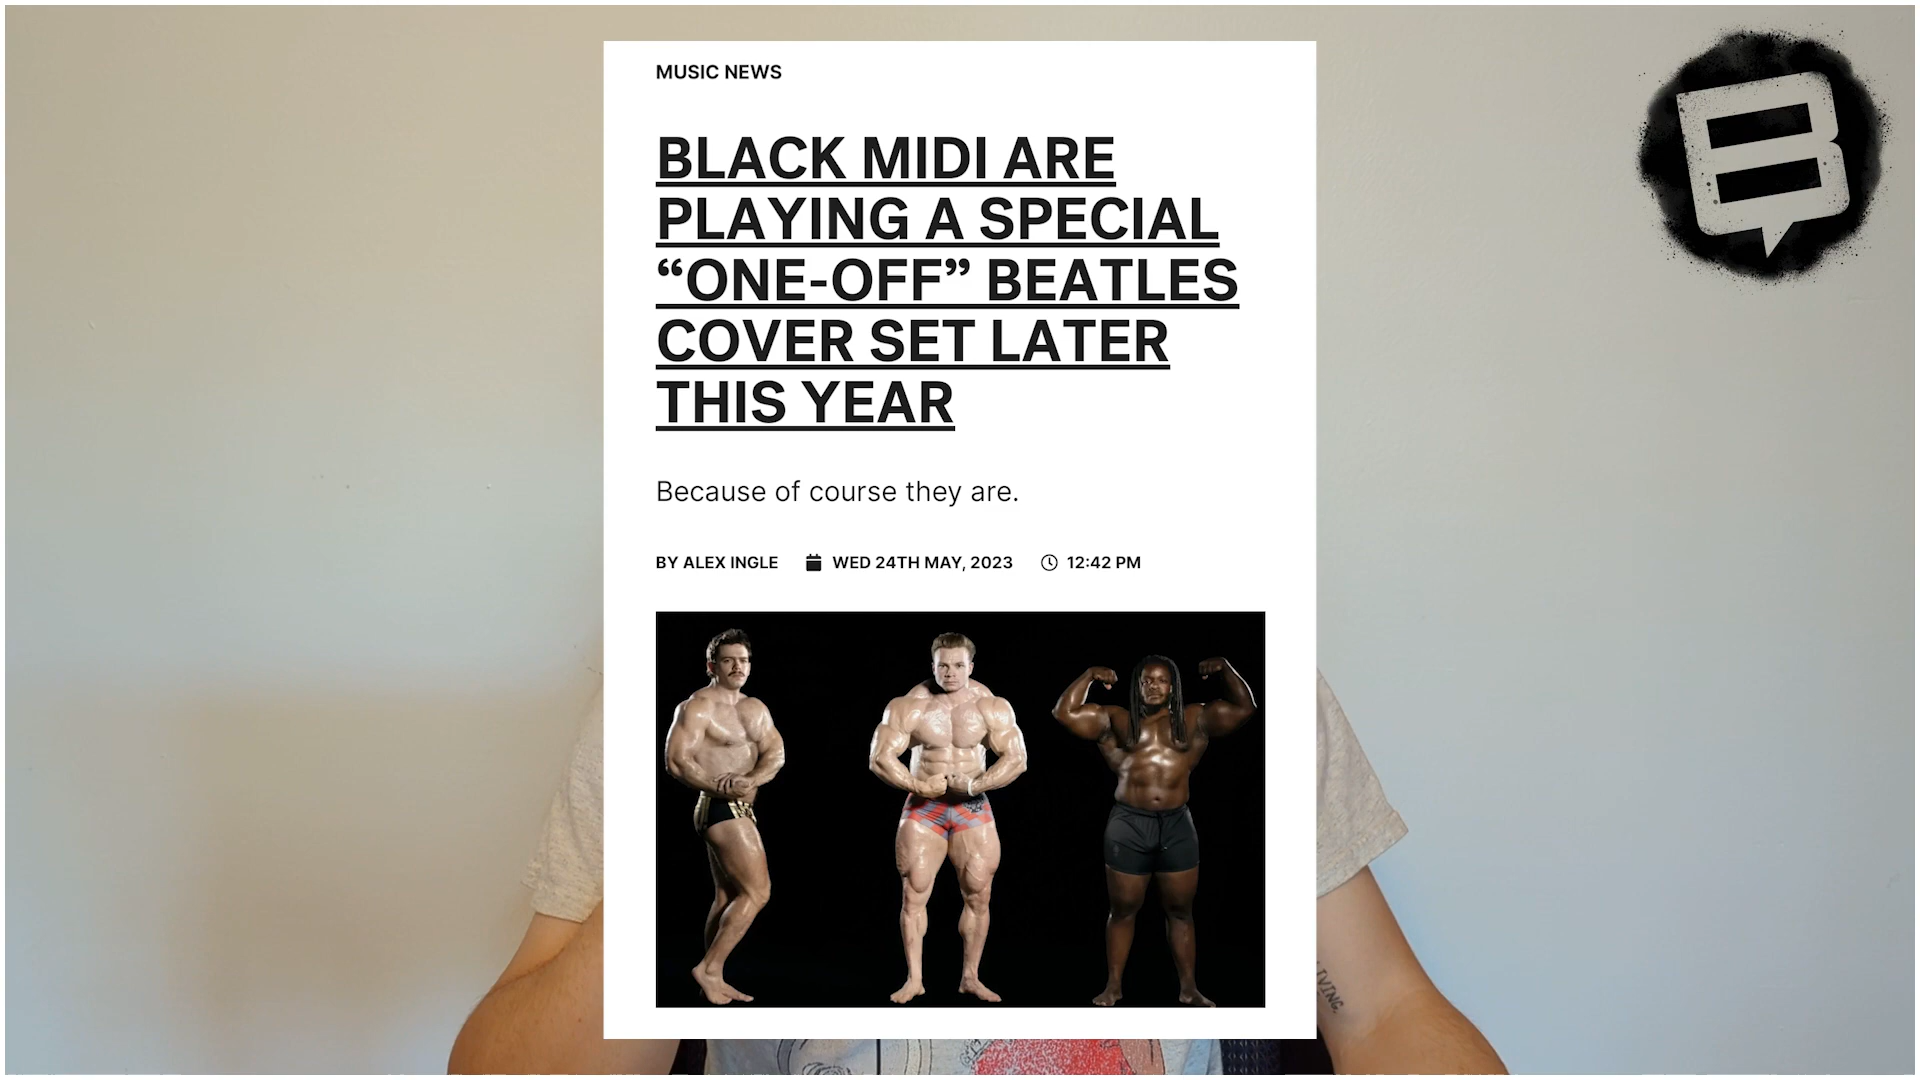 MUSIC NEWS
BLACK MIDI ARE
PLAYING A SPECIAL
“ONE-OFF” BEATLES
COVER SET LATER
THIS YEAR
Because of course they are.
BY ALEX INGLE WED 24TH MAY, 2023 12:42 PM
B